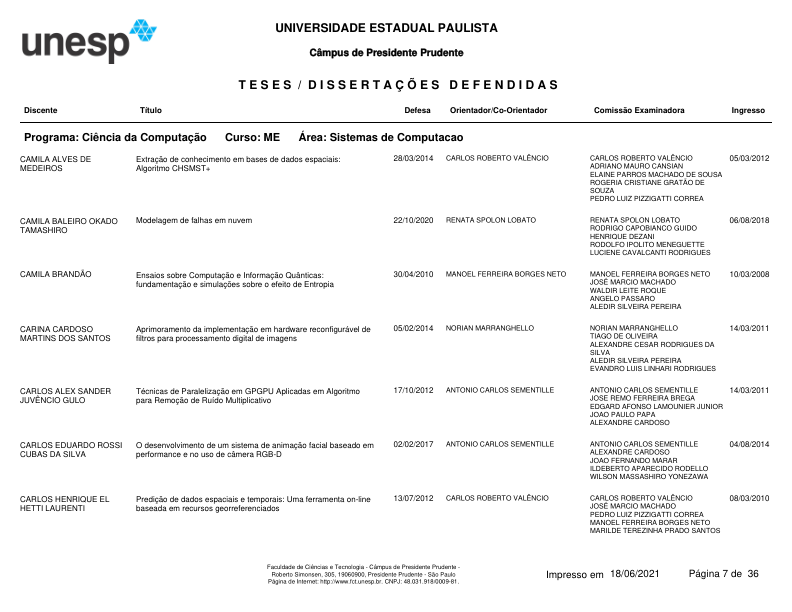 unesp
UNIVERSIDADE ESTADUAL PAULISTA
Câmpus de Presidente Prudente
TESES / DISSERTAÇÕES DEFENDIDAS
Discente Título Defesa Orientador/Co-Orientador Comissão Examinadora Ingresso
Programa: Ciência da Computação Curso: ME Área: Sistemas de Computacao
CAMILA ALVES DE MEDEIROS
Extração de conhecimento em bases de dados espaciais:
Algoritmo CHSMST+
28/03/2014 CARLOS ROBERTO VALÊNCIO
CARLOS ROBERTO VALÊNCIO
ADRIANO MAURO CANSIAN
ELAINE PARROS MACHADO DE SOUSA
ROGERIA CRISTIANE GRATÃO DE
SOUZA
PEDRO LUIZ PIZZIGATTI CORREA
05/03/2012
CAMILA BALEIRO OKADO
TAMASHIRO
Modelagem de falhas em nuvem
22/10/2020 RENATA SPOLON LOBATO
RENATA SPOLON LOBATO
RODRIGO CAPOBIANCO GUIDO
HENRIQUE DEZANI
RODOLFO IPOLITO MENEGUETTE
LUCIENE CAVALCANTI RODRIGUES
06/08/2018
CAMILA BRANDÃO
Ensaios sobre Computação e Informação Quânticas:
fundamentação e simulações sobre o efeito de Entropia
30/04/2010 MANOEL FERREIRA BORGES NETO
MANOEL FERREIRA BORGES NETO
JOSÉ MARCIO MACHADO
WALDIR LEITE ROQUE
ANGELO PASSARO
ALEDIR SILVEIRA PEREIRA
10/03/2008
CARINA CARDOSO
MARTINS DOS SANTOS
Aprimoramento da implementação em hardware reconfigurável de
filtros para processamento digital de imagens
05/02/2014 NORIAN MARRANGHELLO
NORIAN MARRANGHELLO
TIAGO DE OLIVEIRA
ALEXANDRE CESAR RODRIGUES DA
SILVA
ALEDIR SILVEIRA PEREIRA
EVANDRO LUIS LINHARI RODRIGUES
14/03/2011
CARLOS ALEX SANDER
JUVÊNCIO GULO
Técnicas de Paralelização em GPGPU Aplicadas em Algoritmo
para Remoção de Ruído Multiplicativo
17/10/2012 ANTONIO CARLOS SEMENTILLE
ANTONIO CARLOS SEMENTILLE
JOSE REMO FERREIRA BREGA
EDGARD AFONSO LAMOUNIER JUNIOR
JOAO PAULO PAPA
ALEXANDRE CARDOSO
14/03/2011
CARLOS EDUARDO ROSSI
CUBAS DA SILVA
O desenvolvimento de um sistema de animação facial baseado em
performance e no uso de câmera RGB-D
02/02/2017 ANTONIO CARLOS SEMENTILLE
ANTONIO CARLOS SEMENTILLE
ALEXANDRE CARDOSO
JOAO FERNANDO MARAR
ILDEBERTO APARECIDO RODELLO
WILSON MASSASHIRO YONEZAWA
04/08/2014
CARLOS HENRIQUE EL
HETTI LAURENTI
Predição de dados espaciais e temporais: Uma ferramenta on-line
baseada em recursos georreferenciados
13/07/2012 CARLOS ROBERTO VALÊNCIO
CARLOS ROBERTO VALÊNCIO
JOSÉ MARCIO MACHADO
PEDRO LUIZ PIZZIGATTI CORREA
MANOEL FERREIRA BORGES NETO
MARILDE TEREZINHA PRADO SANTOS
08/03/2010
Faculdade de Ciências e Tecnologia - Câmpus de Presidente Prudente -
Roberto Simonsen, 305, 19060900, Presidente Prudente - São Paulo
Página de Internet: http://www.fct.unesp.br. CNPJ: 48.031.918/0009-81.
Impresso em 18/06/2021 Página 7 de 36